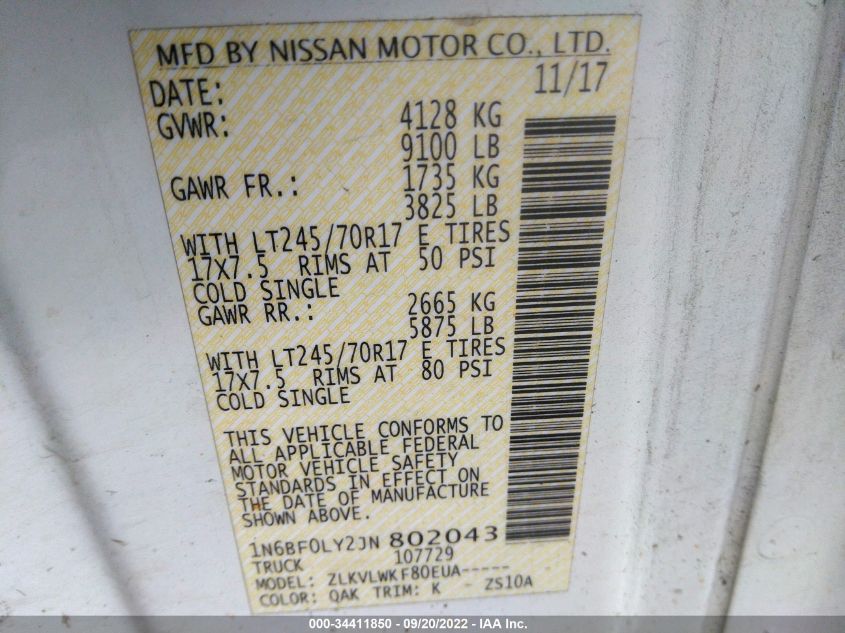 MFD BY NISSAN MOTOR CO., LTD.
DATE: 11/17
GVWR: 4128 KG
9100 LB
GAWR FR.: 1735 KG
3825 LB
WITH LT245/70R17 E TIRES
17X7.5 RIMS AT 50 PSI
COLD SINGLE
GAWR RR.: 2665 KG
5875 LB
WITH LT245/70R17 E TIRES
17X7.5 RIMS AT 80 PSI
COLD SINGLE
THIS VEHICLE CONFORMS TO
ALL APPLICABLE FEDERAL
MOTOR VEHICLE SAFETY
STANDARDS IN EFFECT ON
THE DATE OF MANUFACTURE
SHOWN ABOVE.
1N6BF0LY2JN 802043
TRUCK 107729
MODEL: ZLKVLWKF80EUA-----
COLOR: QAK TRIM: K - ZS10A
000-34411850 - 09/20/2022 - IAA Inc.